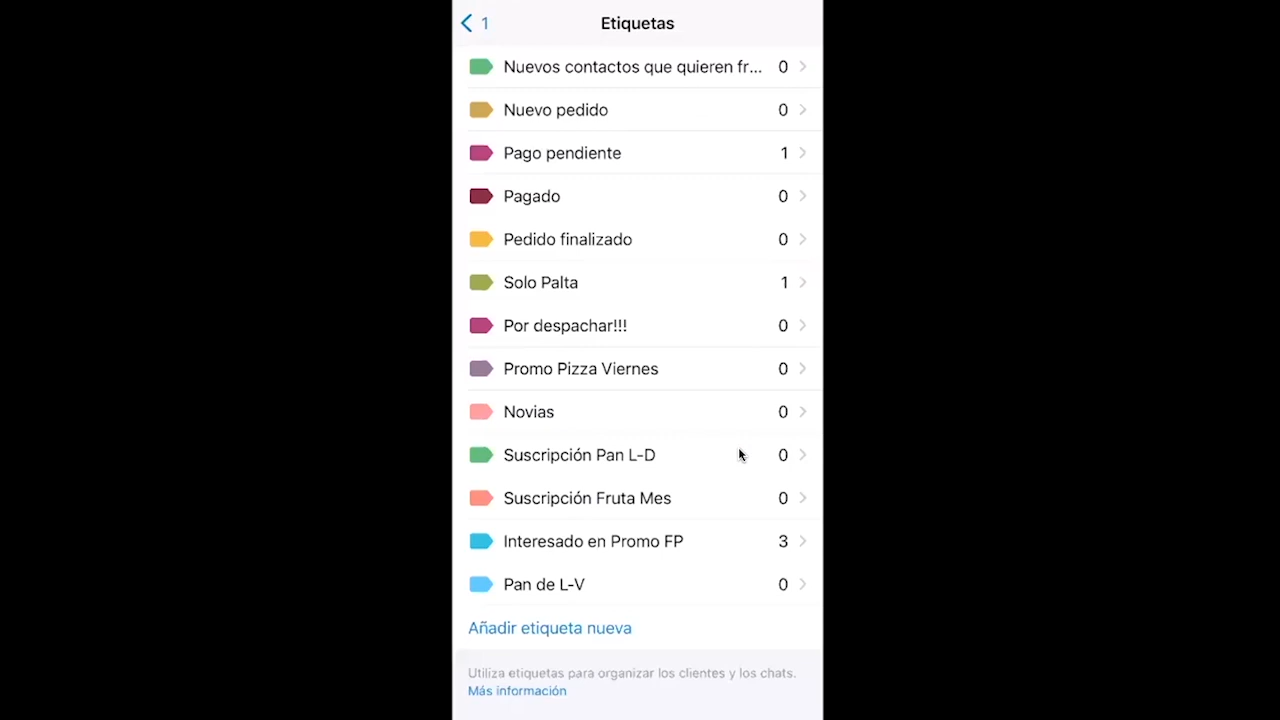 1 Etiquetas
Nuevos contactos que quieren fr... 0
Nuevo pedido 0
Pago pendiente 1
Pagado 0
Pedido finalizado 0
Solo Palta 1
Por despachar!!! 0
Promo Pizza Viernes 0
Novias 0
Suscripción Pan L-D 0
Suscripción Fruta Mes 0
Interesado en Promo FP 3
Pan de L-V 0
Añadir etiqueta nueva
Utiliza etiquetas para organizar los clientes y los chats.
Más información